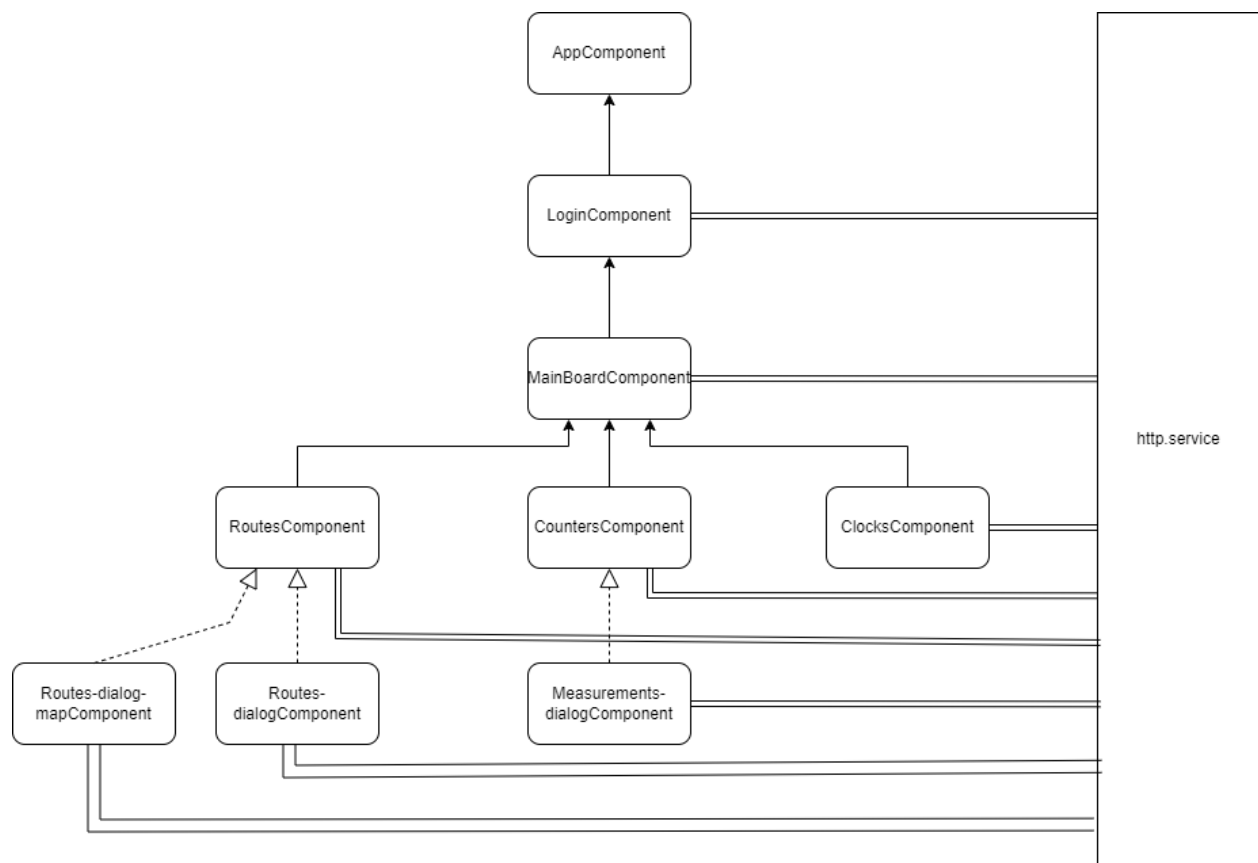 AppComponent
LoginComponent
MainBoardComponent
http.service
RoutesComponent
CountersComponent
ClocksComponent
Routes-dialog-
mapComponent
Routes-
dialogComponent
Measurements-
dialogComponent